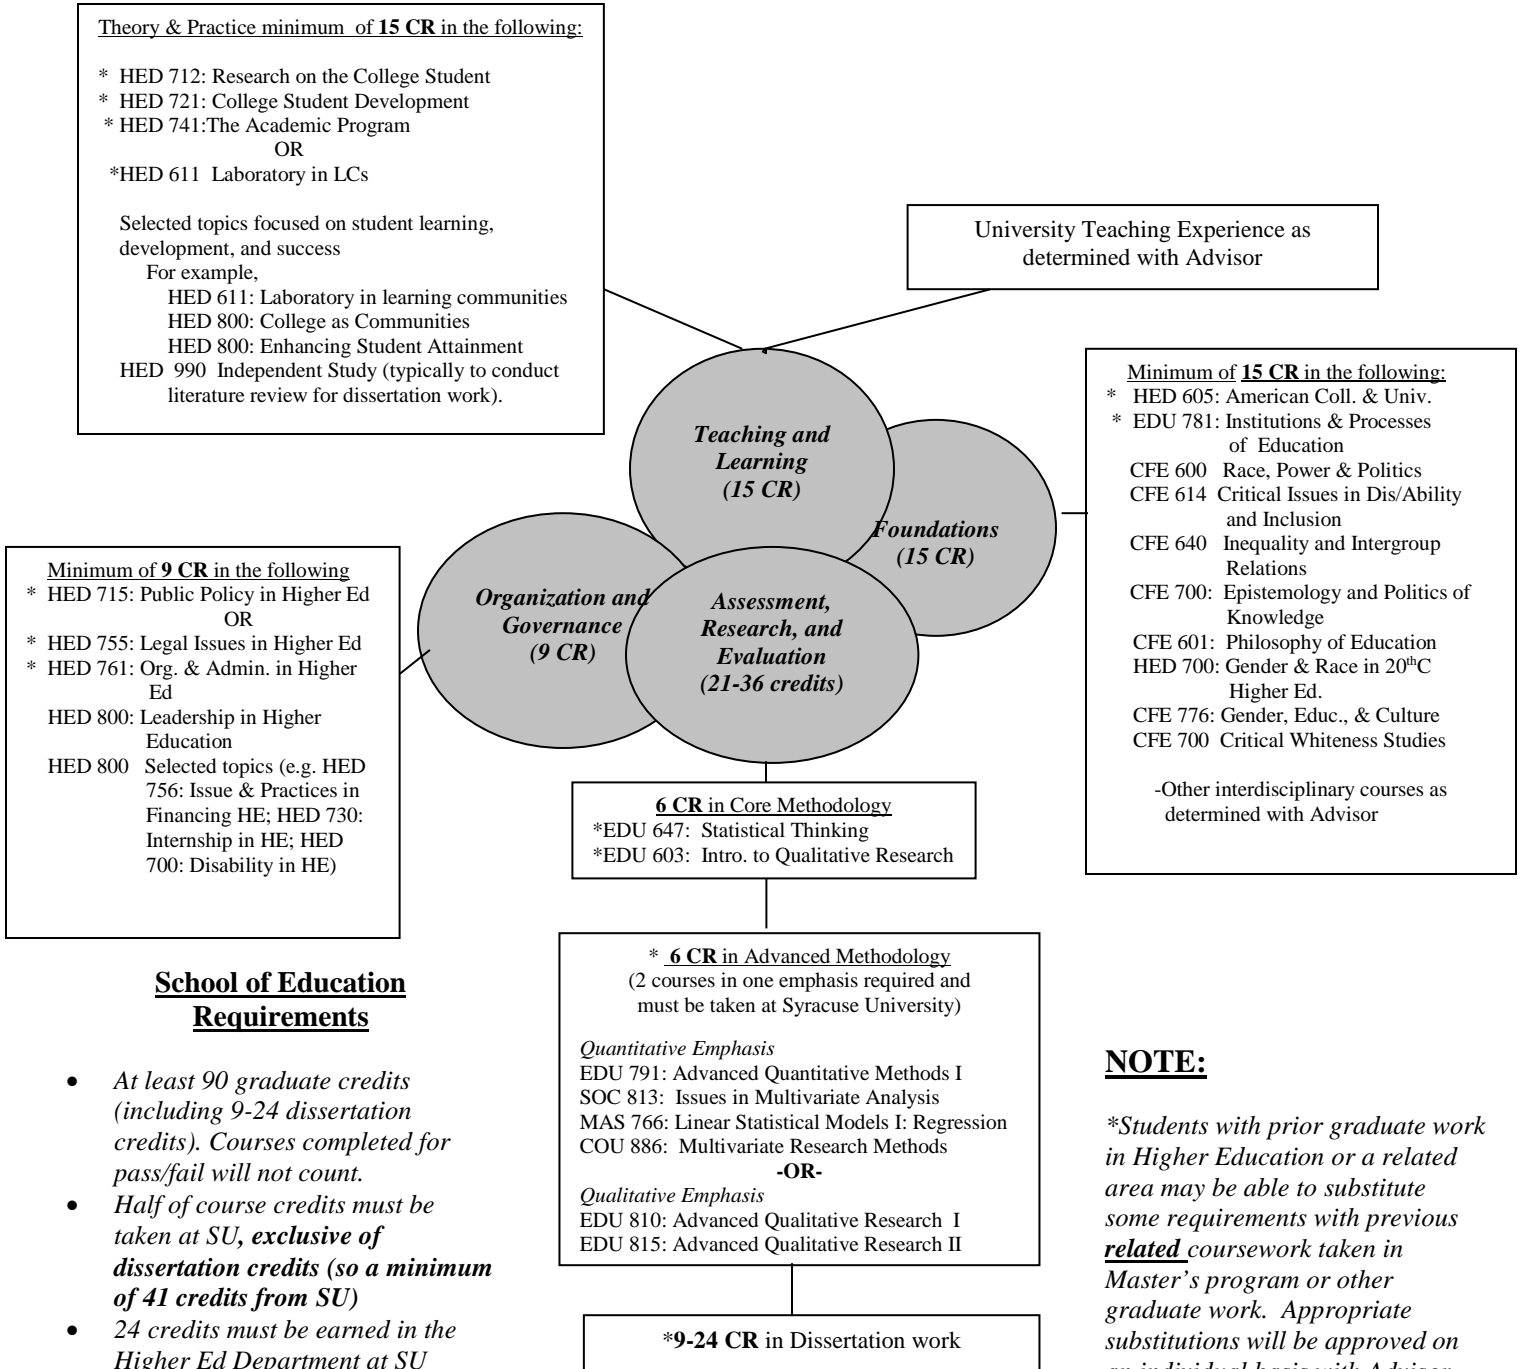 Theory & Practice minimum of 15 CR in the following:
* HED 712: Research on the College Student
* HED 721: College Student Development
* HED 741:The Academic Program
OR
*HED 611 Laboratory in LCs
Selected topics focused on student learning,
development, and success
For example,
HED 611: Laboratory in learning communities
HED 800: College as Communities
HED 800: Enhancing Student Attainment
HED 990 Independent Study (typically to conduct
literature review for dissertation work).
University Teaching Experience as
determined with Advisor
Teaching and
Learning
(15 CR)
Foundations
(15 CR)
Organization and
Governance
(9 CR)
Assessment,
Research, and
Evaluation
(21-36 credits)
Minimum of 15 CR in the following:
* HED 605: American Coll. & Univ.
* EDU 781: Institutions & Processes
of Education
CFE 600 Race, Power & Politics
CFE 614 Critical Issues in Dis/Ability
and Inclusion
CFE 640 Inequality and Intergroup
Relations
CFE 700: Epistemology and Politics of
Knowledge
CFE 601: Philosophy of Education
HED 700: Gender & Race in 20thC
Higher Ed.
CFE 776: Gender, Educ., & Culture
CFE 700 Critical Whiteness Studies
-Other interdisciplinary courses as
determined with Advisor
Minimum of 9 CR in the following
* HED 715: Public Policy in Higher Ed
OR
* HED 755: Legal Issues in Higher Ed
* HED 761: Org. & Admin. in Higher
Ed
HED 800: Leadership in Higher
Education
HED 800 Selected topics (e.g. HED
756: Issue & Practices in
Financing HE; HED 730:
Internship in HE; HED
700: Disability in HE)
6 CR in Core Methodology
*EDU 647: Statistical Thinking
*EDU 603: Intro. to Qualitative Research
* 6 CR in Advanced Methodology
(2 courses in one emphasis required and
must be taken at Syracuse University)
Quantitative Emphasis
EDU 791: Advanced Quantitative Methods I
SOC 813: Issues in Multivariate Analysis
MAS 766: Linear Statistical Models I: Regression
COU 886: Multivariate Research Methods
-OR-
Qualitative Emphasis
EDU 810: Advanced Qualitative Research I
EDU 815: Advanced Qualitative Research II
*9-24 CR in Dissertation work
School of Education
Requirements
• At least 90 graduate credits
(including 9-24 dissertation
credits). Courses completed for
pass/fail will not count.
• Half of course credits must be
taken at SU, exclusive of
dissertation credits (so a minimum
of 41 credits from SU)
• 24 credits must be earned in the
Higher Ed Department at SU
NOTE:
*Students with prior graduate work
in Higher Education or a related
area may be able to substitute
some requirements with previous
related coursework taken in
Master's program or other
graduate work. Appropriate
substitutions will be approved on
an individual basis with Advisor